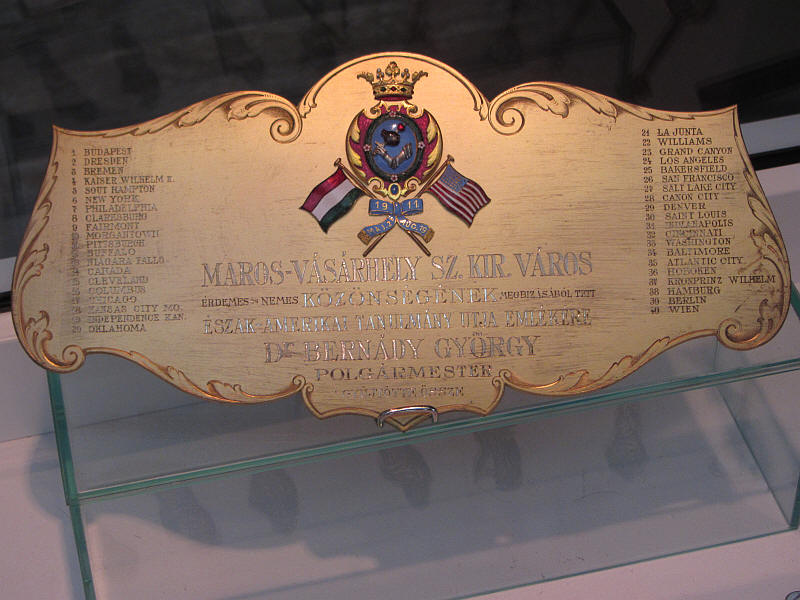 1 BUDAPEST
2 DRESDEN
3 BREMEN
4 KAISER WILHELM II.
5 SOUT HAMPTON
6 NEW YORK
7 PHILADELPHIA
8 CLARESBURG
9 FAIRMONT
10 MORGANTOWN
11 PITTSBURGH
12 BUFFALO
13 NIAGARA FALLS
14 CANADA
15 CLEVELAND
16 COLUMBUS
17 CHICAGO
18 KANSAS CITY MO.
19 INDEPENDENCE KAN.
20 OKLAHOMA
1911
MAROS-VÁSÁRHELY SZ. KIR. VÁROS
ÉRDEMES ÉS NEMES KÖZÖNSÉGÉNEK MEGBIZÁSÁBÓL TETT
ÉSZAK-AMERIKAI TANULMÁNY UTJA EMLÉKÉRE
DR BERNÁDY GYÖRGY
POLGÁRMESTER
21 LA JUNTA
22 WILLIAMS
23 GRAND CANYON
24 LOS ANGELES
25 BAKERSFIELD
26 SAN FRANCISCO
27 SALT LAKE CITY
28 CANON CITY
29 DENVER
30 SAINT LOUIS
31 INDIANAPOLIS
32 CINCINNATI
33 WASHINGTON
34 BALTIMORE
35 ATLANTIC CITY
36 HOBOKEN
37 KRONPRINZ WILHELM
38 HAMBURG
39 BERLIN
40 WIEN